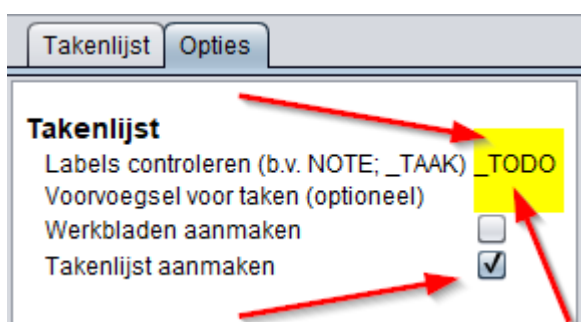 Takenlijst Opties
Takenlijst
Labels controleren (b.v. NOTE; _TAAK) _TODO
Voorvoegsel voor taken (optioneel)
Werkbladen aanmaken
Takenlijst aanmaken